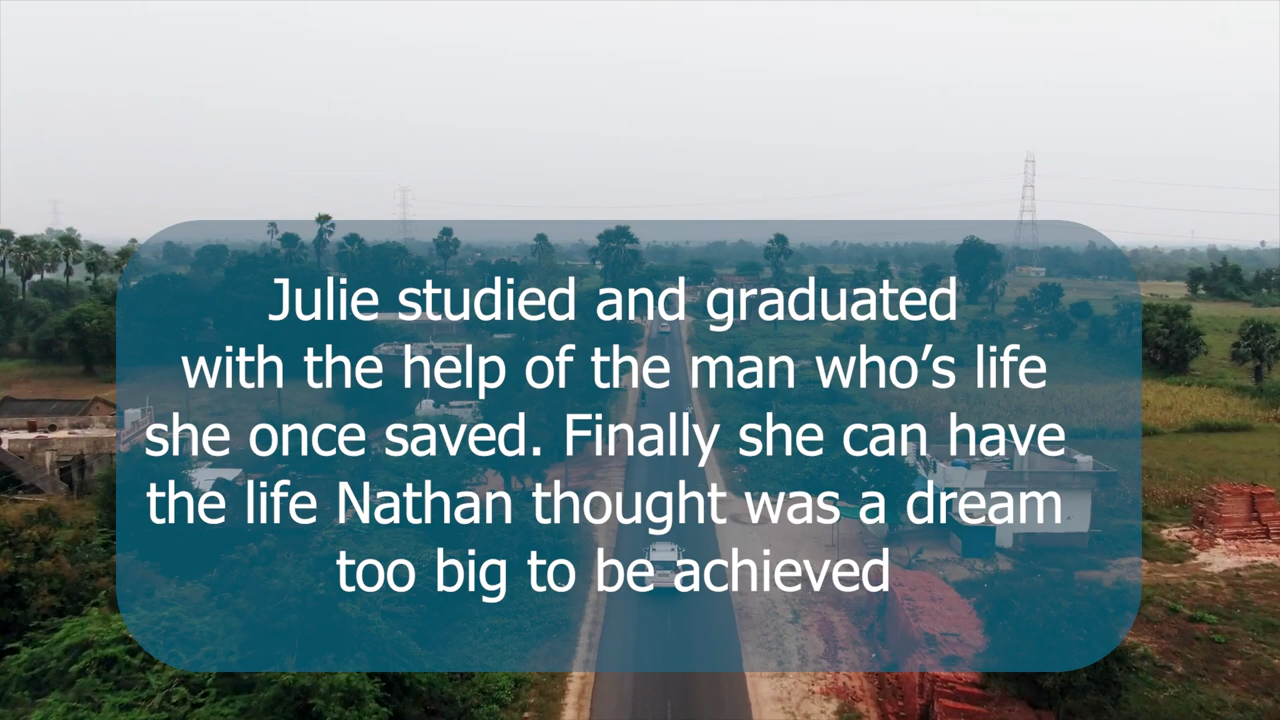 Julie studied and graduated
with the help of the man who’s life
she once saved. Finally she can have
the life Nathan thought was a dream
too big to be achieved